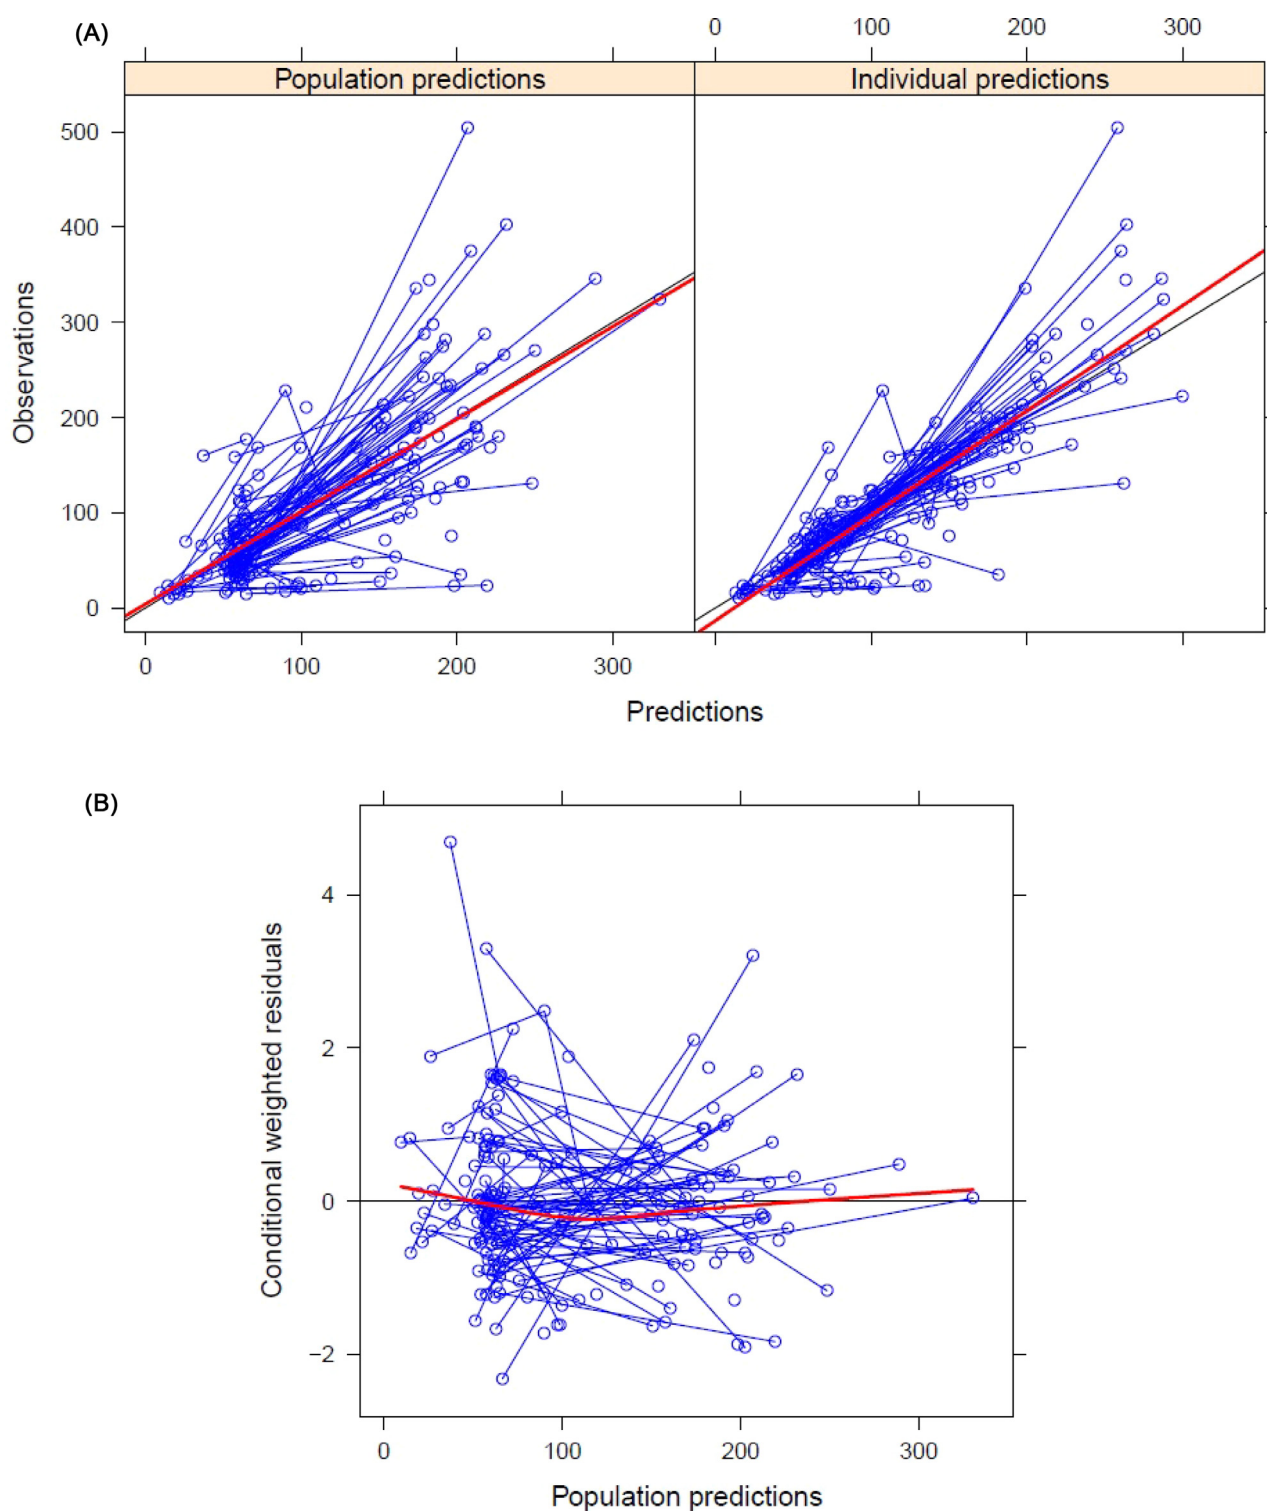 (A)
0 100 200 300
Population predictions Individual predictions
500
400
300
200
100
0
Observations
0 100 200 300
Predictions
(B)
4
2
0
−2
Conditional weighted residuals
0 100 200 300
Population predictions